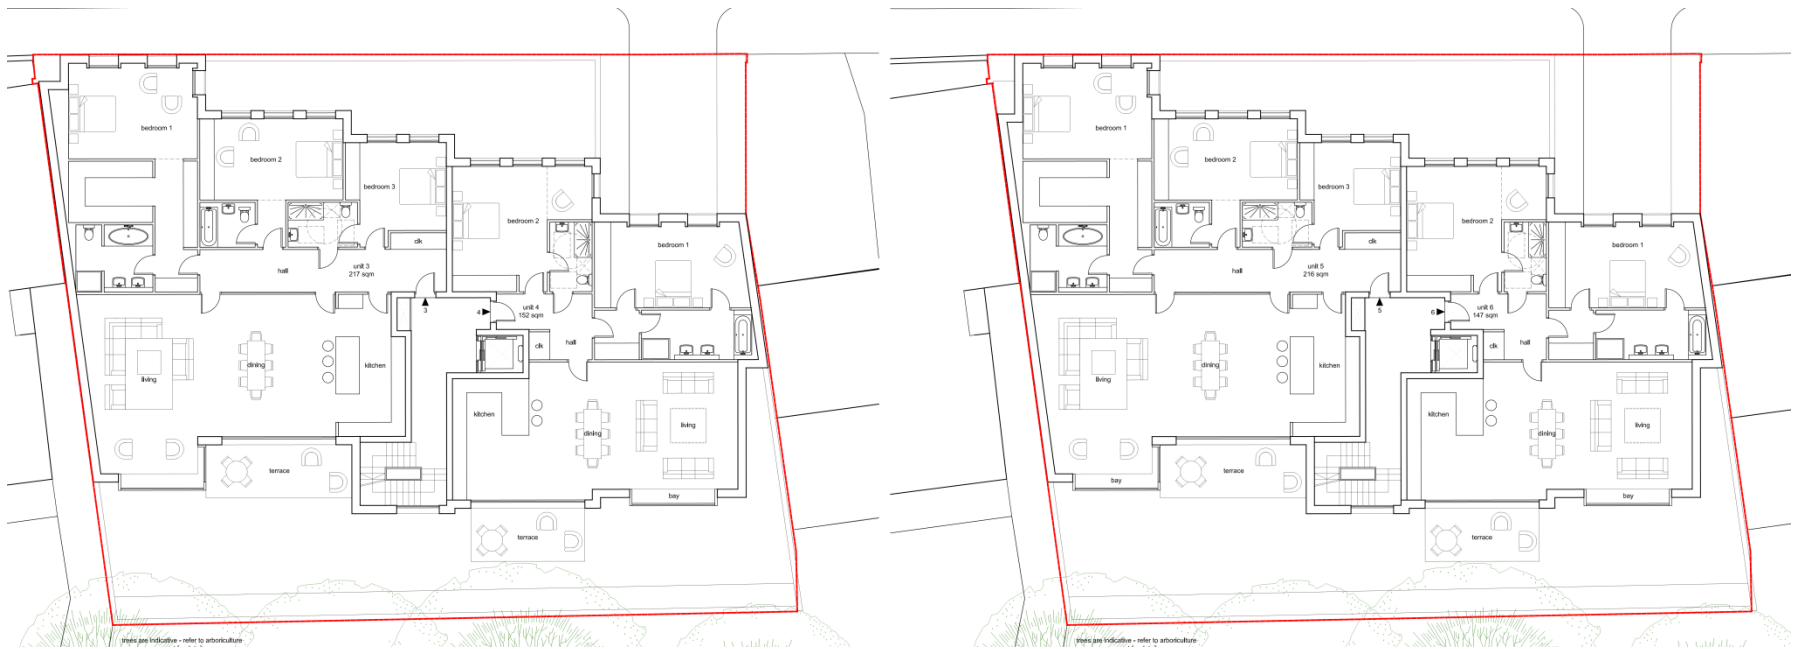 bedroom 1
bedroom 2
bedroom 3
bedroom 2
bedroom 1
clk
hall
unit 3
217 sqm
3
4
unit 4
152 sqm
clk
hall
living
dining
kitchen
kitchen
dining
living
terrace
bay
terrace
trees are indicative - refer to arboriculture
bedroom 1
bedroom 2
bedroom 3
bedroom 2
bedroom 1
clk
hall
unit 5
216 sqm
5
6
unit 6
147 sqm
clk
hall
living
dining
kitchen
kitchen
dining
living
bay
terrace
bay
terrace
trees are indicative - refer to arboriculture